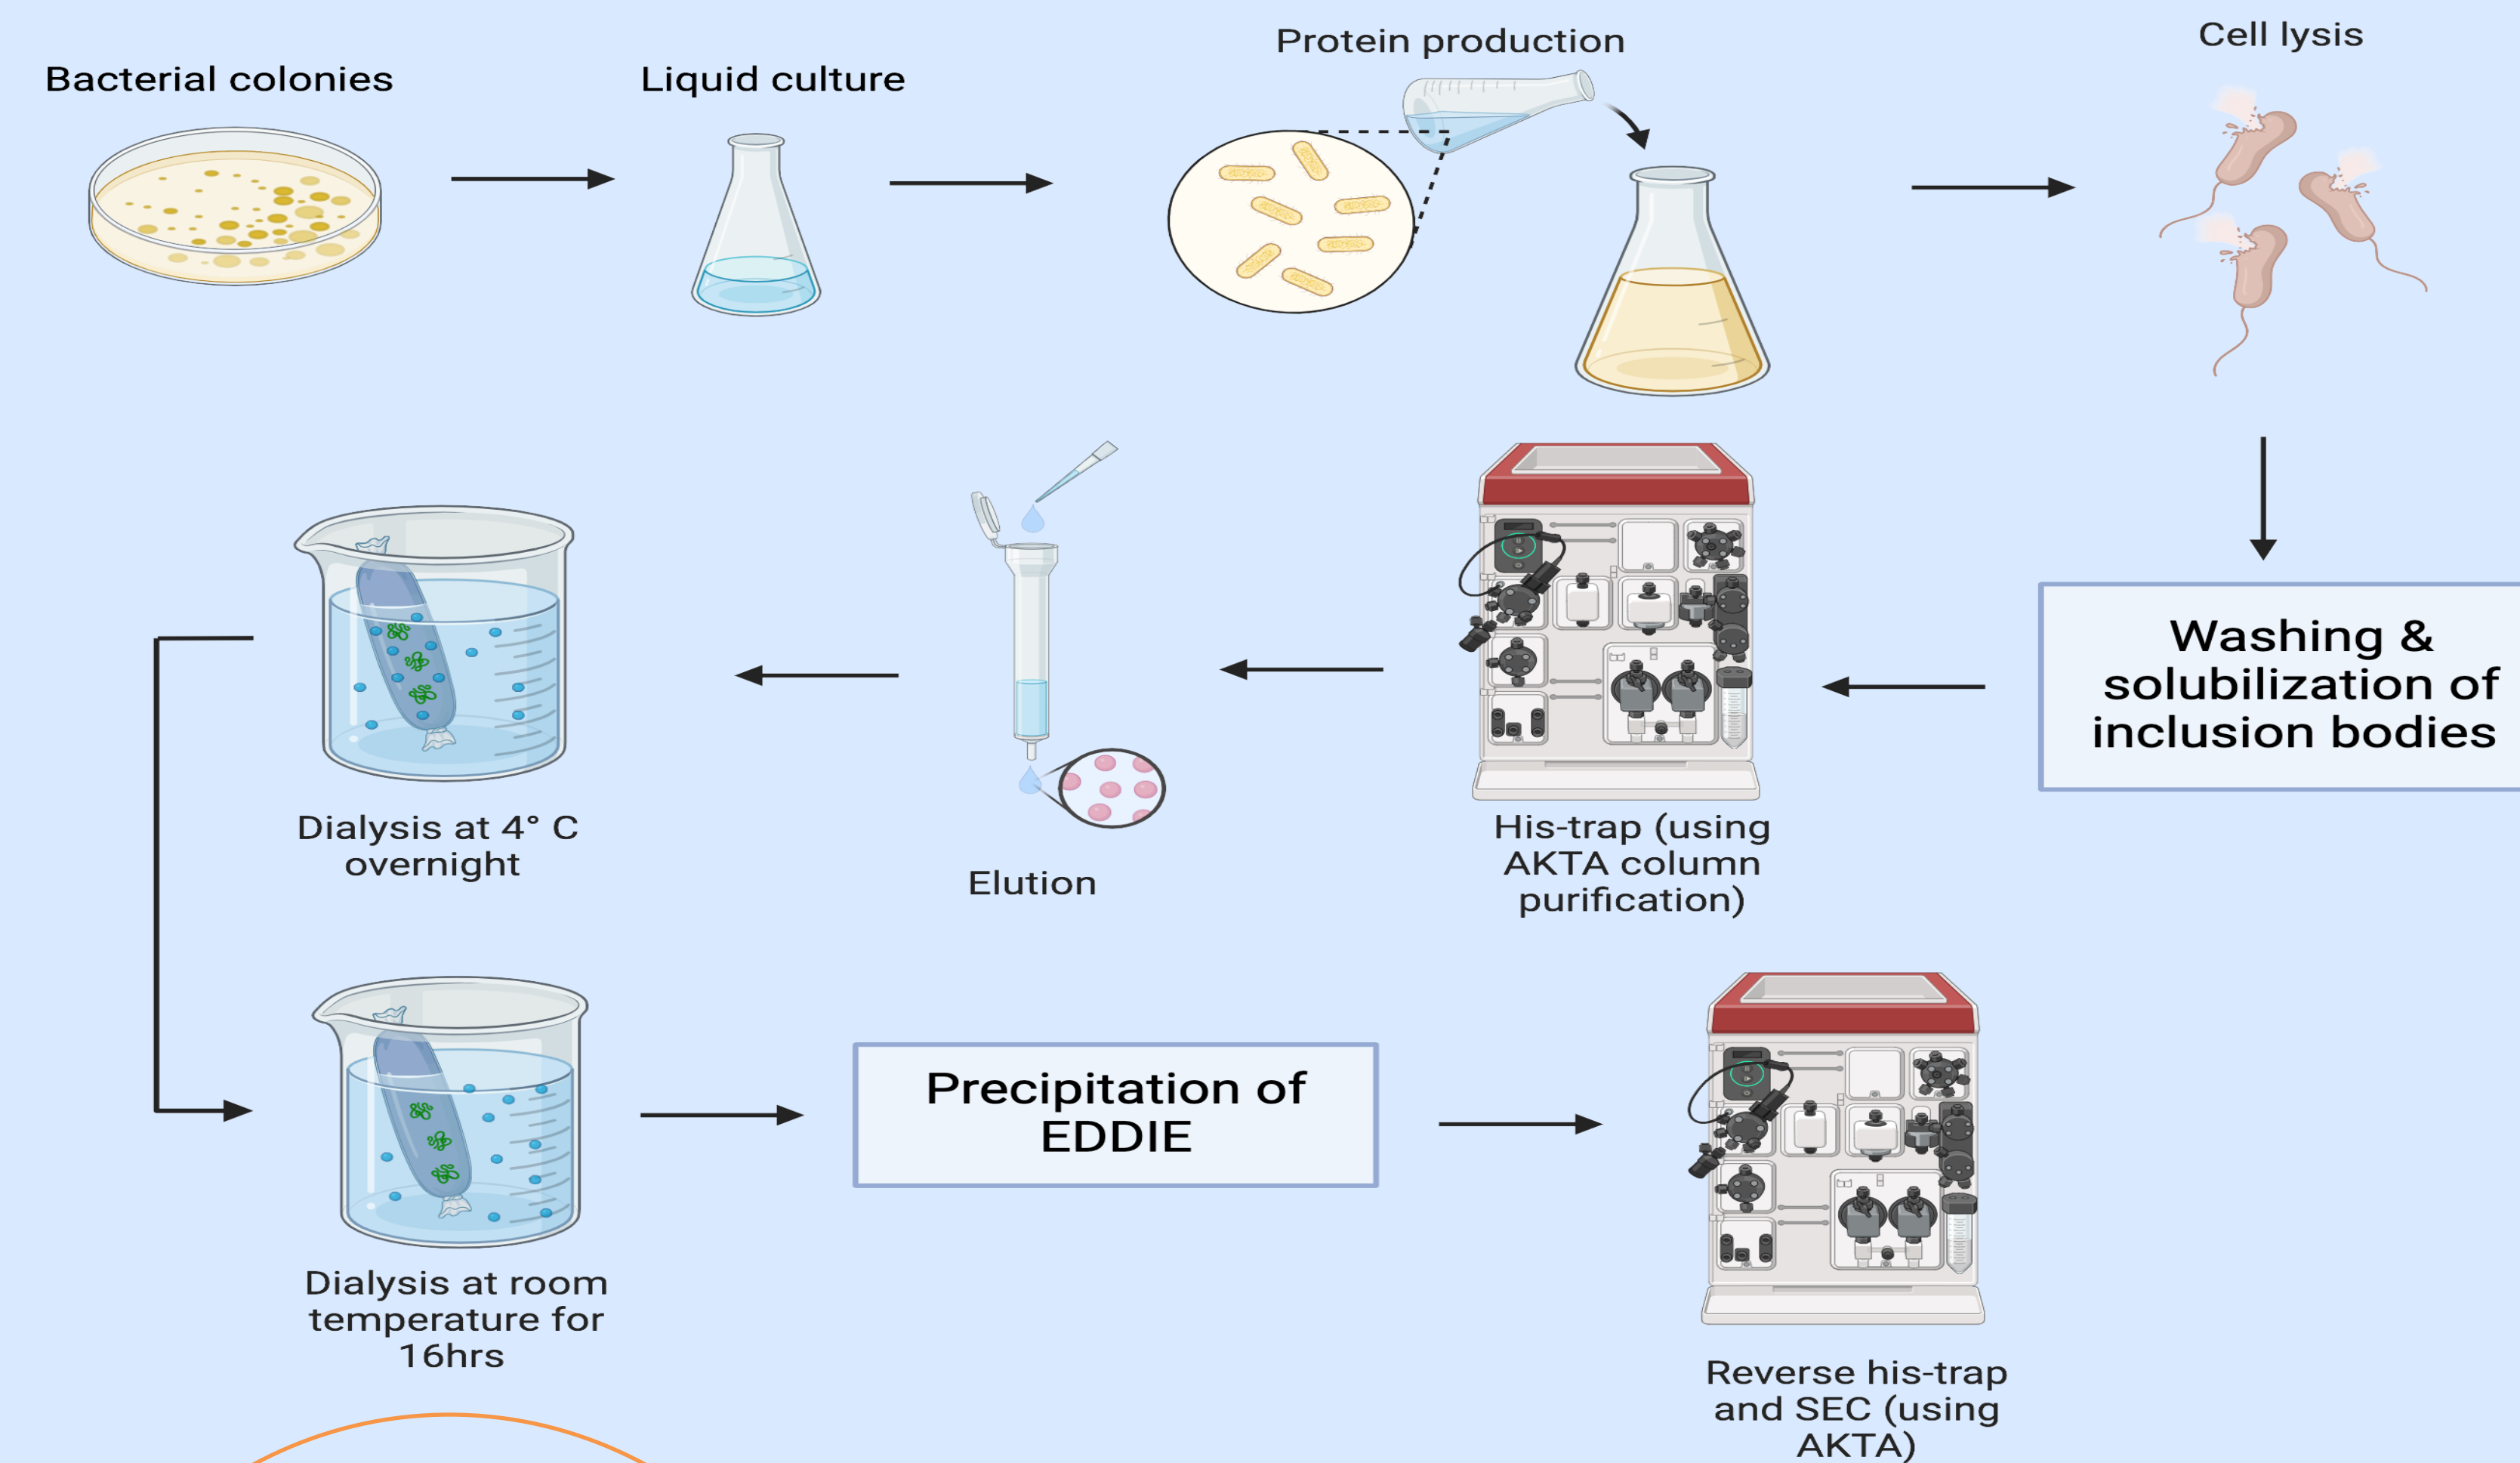 Bacterial colonies
Liquid culture
Protein production
Cell lysis
Washing &
solubilization of
inclusion bodies
His-trap (using
AKTA column
purification)
Elution
Dialysis at 4° C
overnight
Dialysis at room
temperature for
16hrs
Precipitation of
EDDIE
Reverse his-trap
and SEC (using
AKTA)